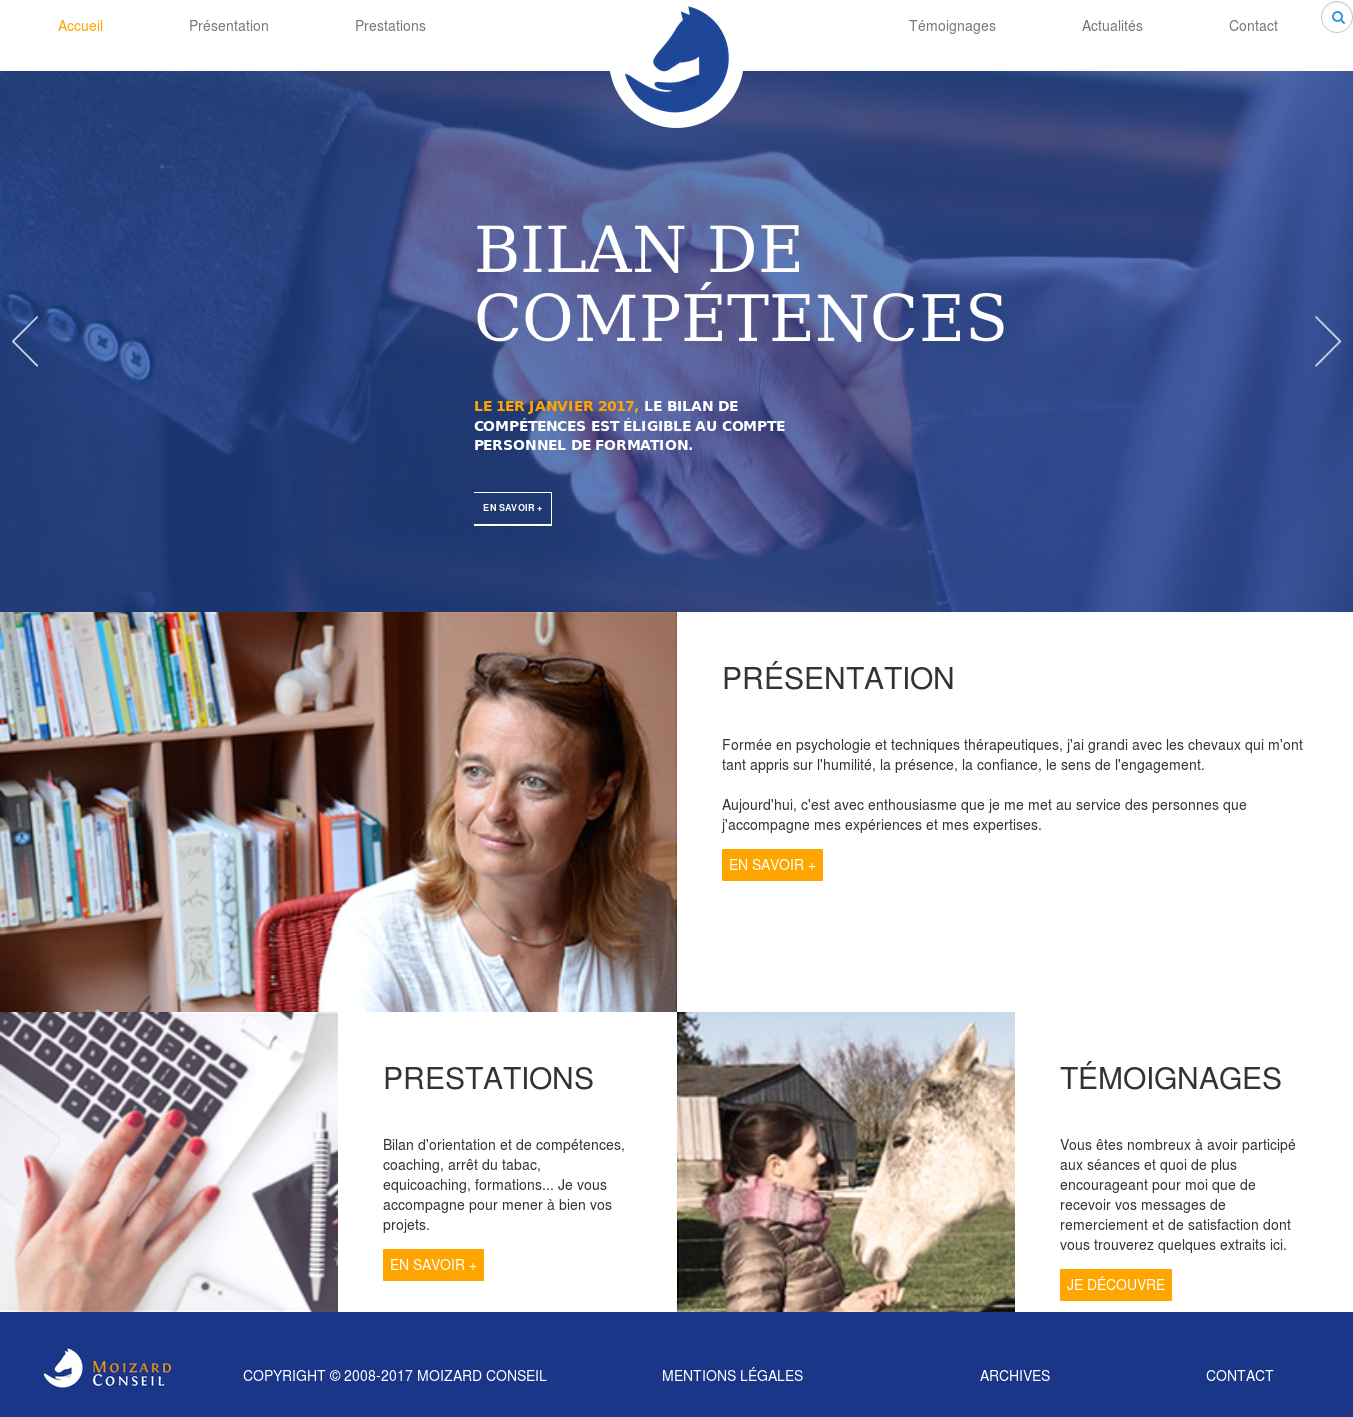 Accueil
Présentation
Prestations
Témoignages
Actualités
Contact
BILAN DE
COMPÉTENCES
LE 1ER JANVIER 2017, LE BILAN DE
COMPÉTENCES EST ÉLIGIBLE AU COMPTE
PERSONNEL DE FORMATION.
EN SAVOIR +
PRÉSENTATION
Formée en psychologie et techniques thérapeutiques, j'ai grandi avec les chevaux qui m'ont
tant appris sur l'humilité, la présence, la confiance, le sens de l'engagement.
Aujourd'hui, c'est avec enthousiasme que je me met au service des personnes que
j'accompagne mes expériences et mes expertises.
EN SAVOIR +
PRESTATIONS
Bilan d'orientation et de compétences,
coaching, arrêt du tabac,
equicoaching, formations... Je vous
accompagne pour mener à bien vos
projets.
EN SAVOIR +
TÉMOIGNAGES
Vous êtes nombreux à avoir participé
aux séances et quoi de plus
encourageant pour moi que de
recevoir vos messages de
remerciement et de satisfaction dont
vous trouverez quelques extraits ici.
JE DÉCOUVRE
MOIZARD
CONSEIL
COPYRIGHT © 2008-2017 MOIZARD CONSEIL
MENTIONS LÉGALES
ARCHIVES
CONTACT